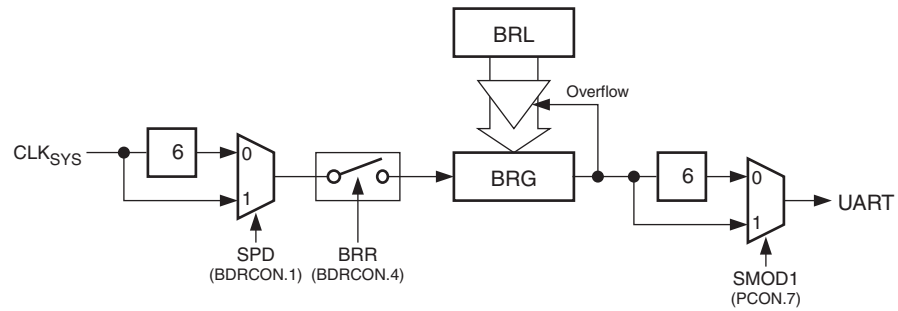 BRL
Overflow
CLKSYS
6
0
1
BRG
6
0
1
UART
SPD
(BDRCON.1)
BRR
(BDRCON.4)
SMOD1
(PCON.7)